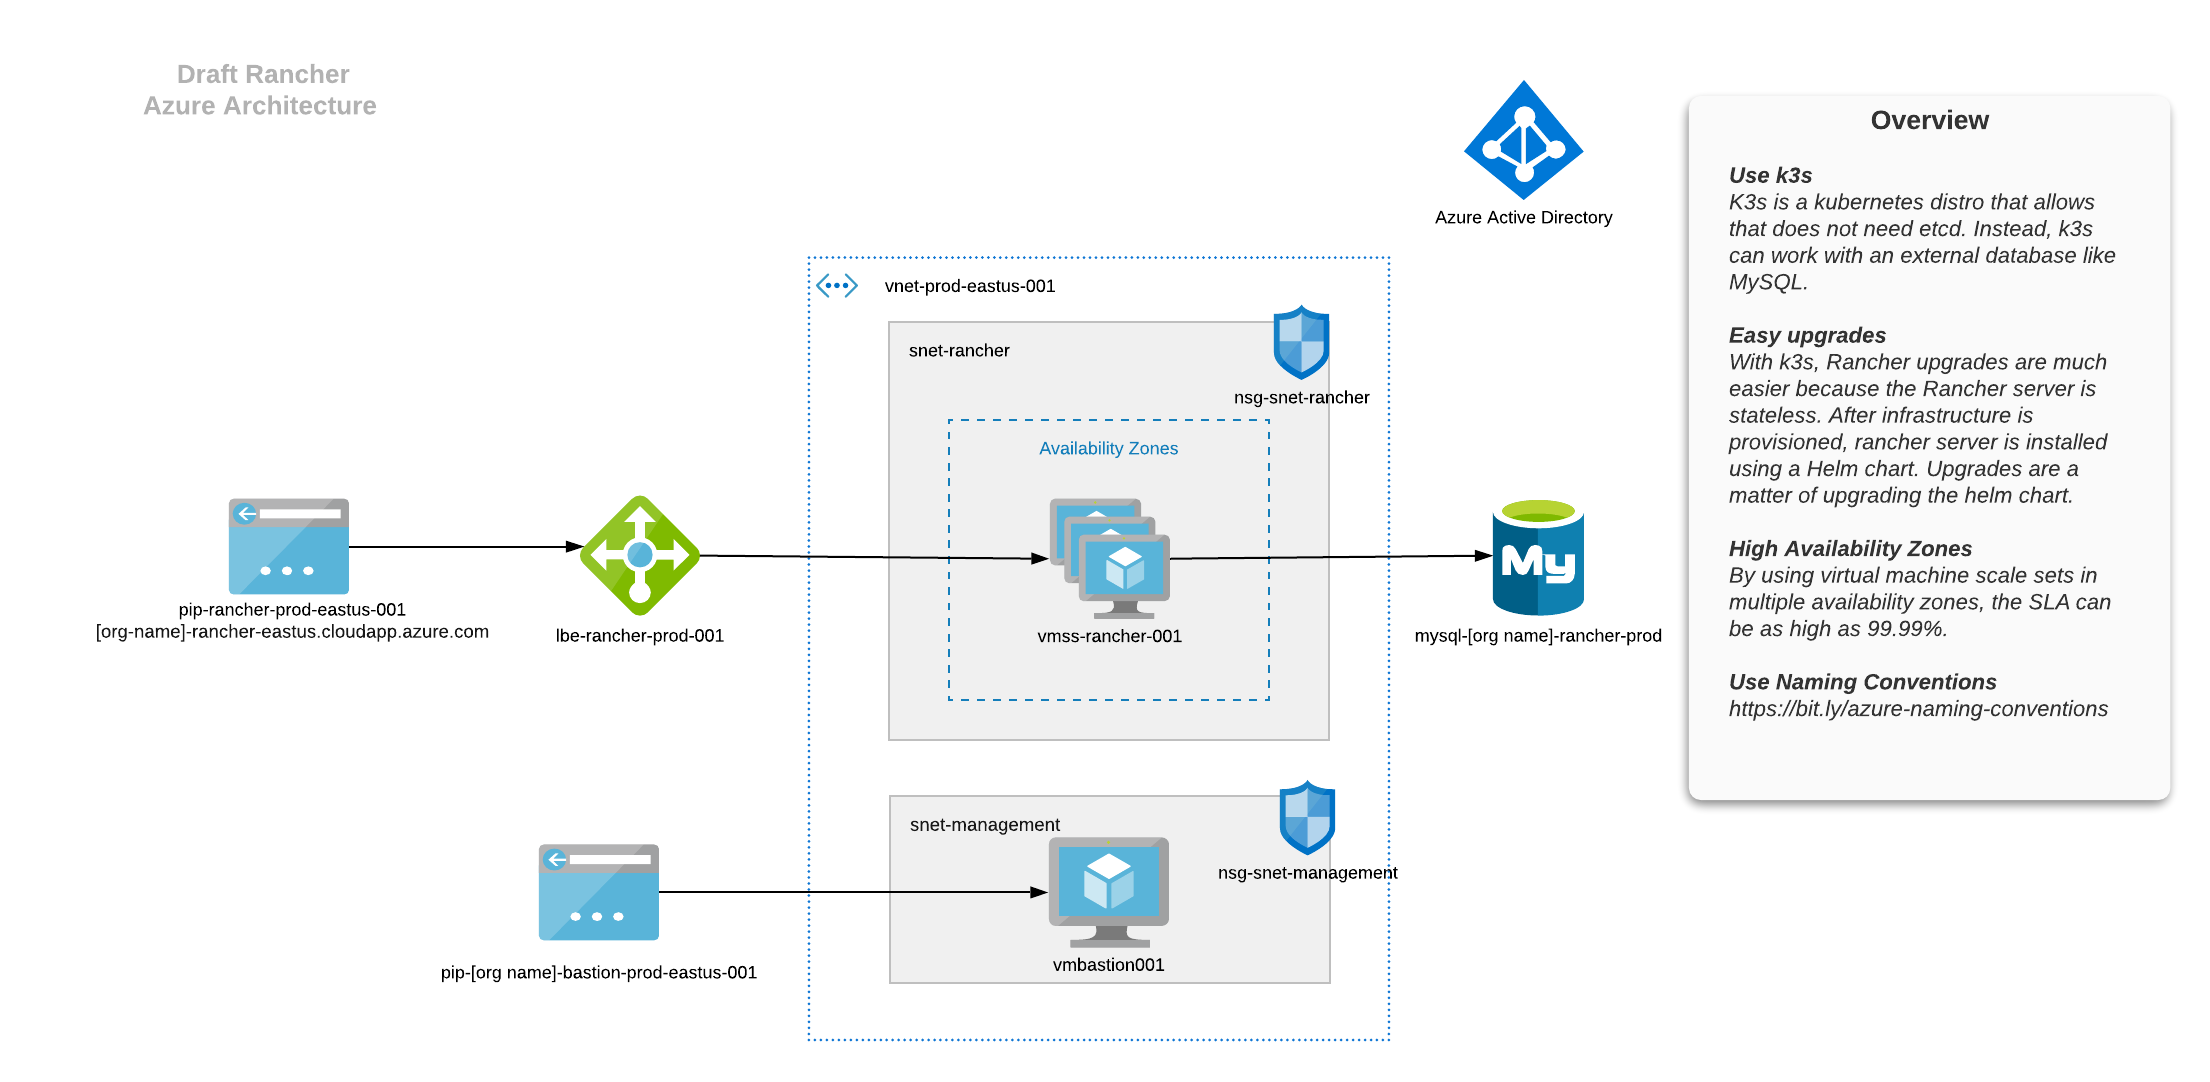 Draft Rancher
Azure Architecture
Azure Active Directory
vnet-prod-eastus-001
snet-rancher
nsg-snet-rancher
Availability Zones
pip-rancher-prod-eastus-001
[org-name]-rancher-eastus.cloudapp.azure.com
lbe-rancher-prod-001
vmss-rancher-001
My
mysql-[org name]-rancher-prod
snet-management
nsg-snet-management
pip-[org name]-bastion-prod-eastus-001
vmbastion001
Overview
Use k3s
K3s is a kubernetes distro that allows
that does not need etcd. Instead, k3s
can work with an external database like
MySQL.
Easy upgrades
With k3s, Rancher upgrades are much
easier because the Rancher server is
stateless. After infrastructure is
provisioned, rancher server is installed
using a Helm chart. Upgrades are a
matter of upgrading the helm chart.
High Availability Zones
By using virtual machine scale sets in
multiple availability zones, the SLA can
be as high as 99.99%.
Use Naming Conventions
https://bit.ly/azure-naming-conventions